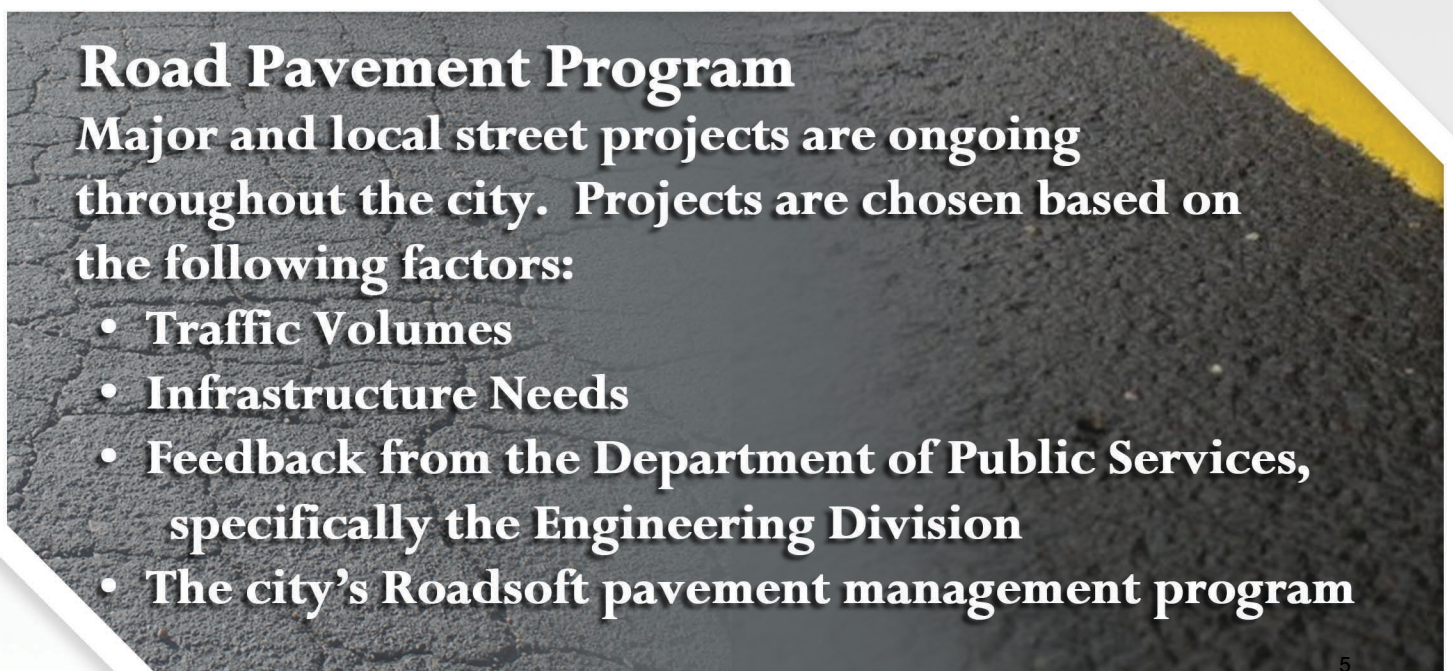 Road Pavement Program
Major and local street projects are ongoing
throughout the city.  Projects are chosen based on
the following factors:
• Traffic Volumes
• Infrastructure Needs
• Feedback from the Department of Public Services,
specifically the Engineering Division
• The city’s Roadsoft pavement management program
5